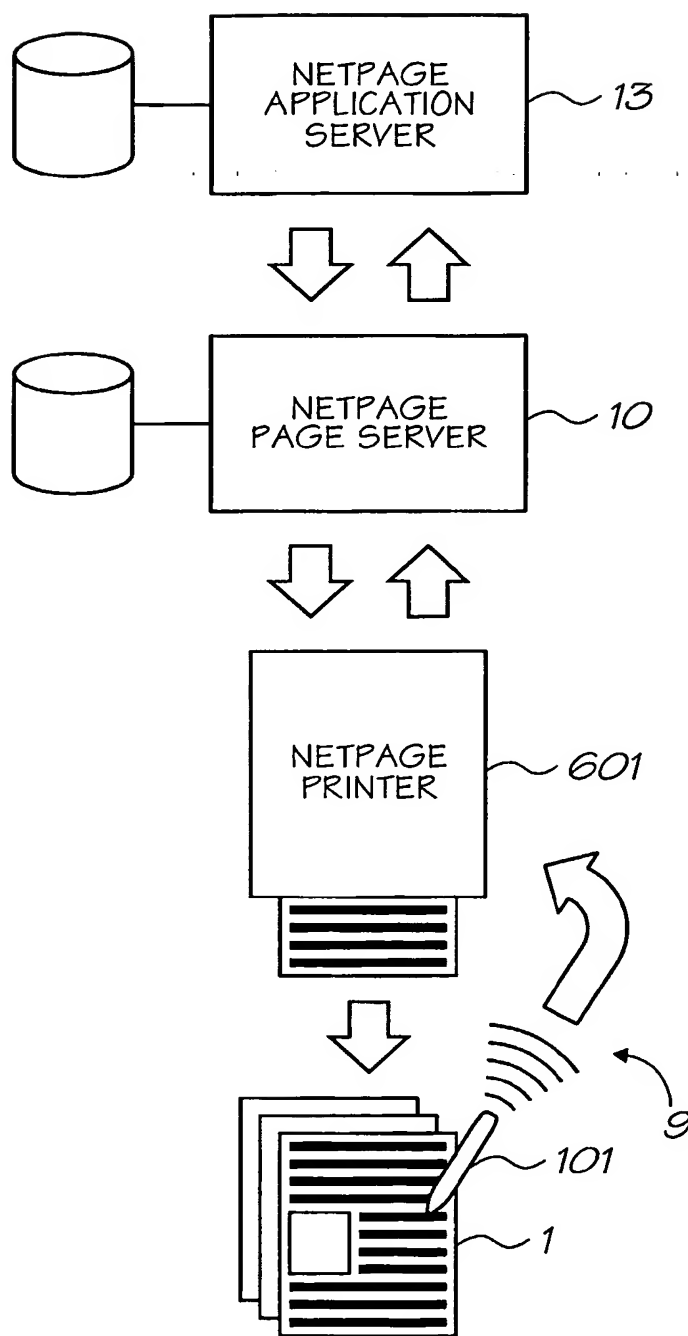 NETPAGE
APPLICATION
SERVER
13
NETPAGE
PAGE SERVER
10
NETPAGE
PRINTER
601
9
101
1